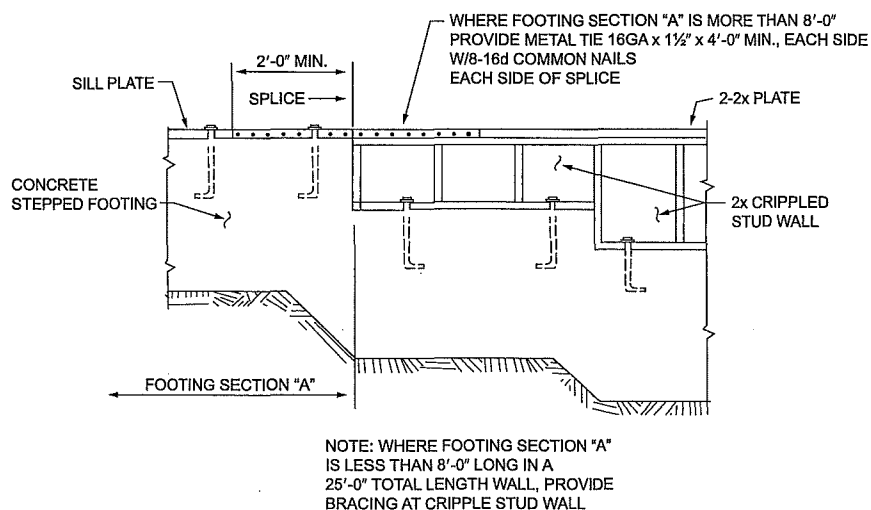 WHERE FOOTING SECTION "A" IS MORE THAN 8'-0"
PROVIDE METAL TIE 16GA x 1½" x 4'-0" MIN., EACH SIDE
W/8-16d COMMON NAILS
EACH SIDE OF SPLICE
2'-0" MIN.
SILL PLATE
SPLICE
2-2x PLATE
CONCRETE
STEPPED FOOTING
2x CRIPPLED
STUD WALL
FOOTING SECTION "A"
NOTE: WHERE FOOTING SECTION "A"
IS LESS THAN 8'-0" LONG IN A
25'-0" TOTAL LENGTH WALL, PROVIDE
BRACING AT CRIPPLE STUD WALL